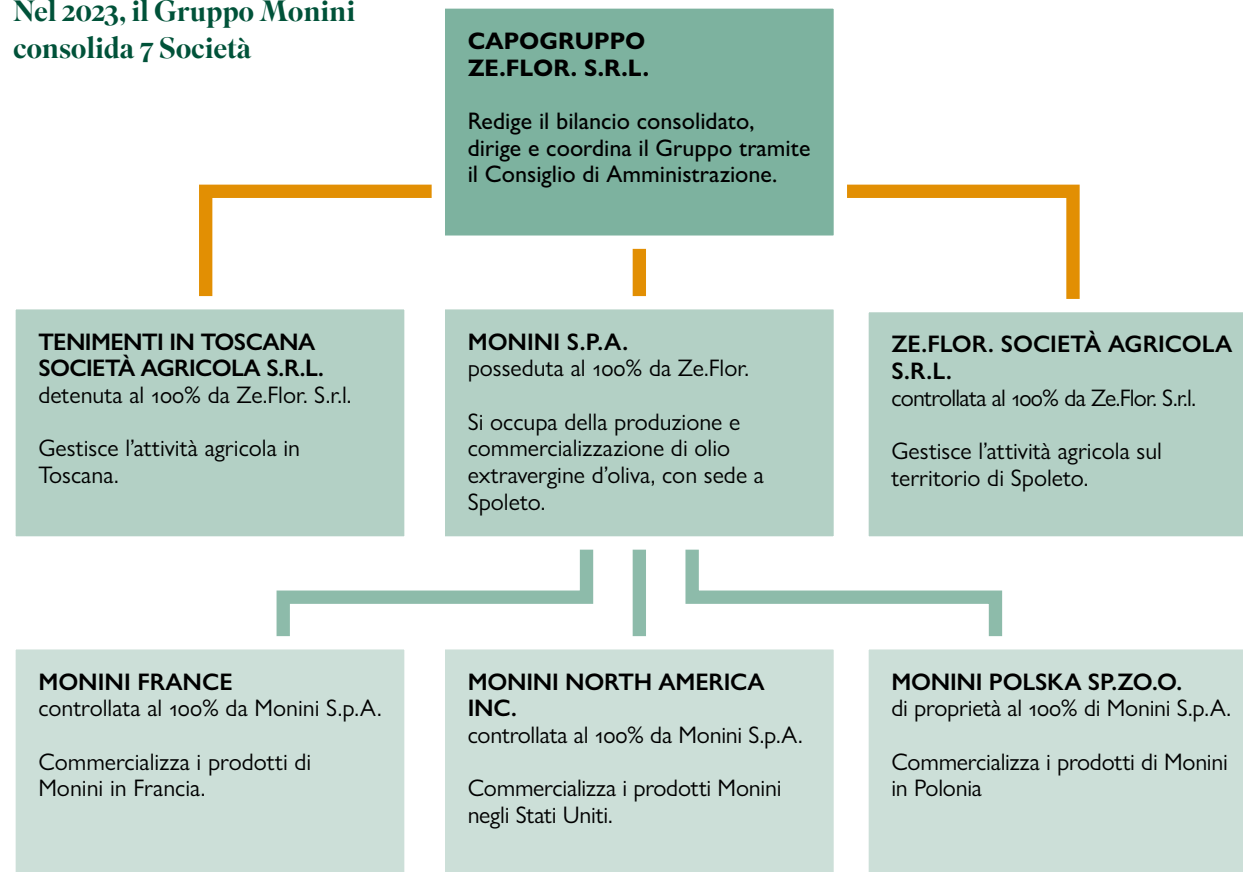 Nel 2023, il Gruppo Monini
consolida 7 Società
CAPOGRUPPO
ZE.FLOR. S.R.L.
Redige il bilancio consolidato,
dirige e coordina il Gruppo tramite
il Consiglio di Amministrazione.
TENIMENTI IN TOSCANA
SOCIETÀ AGRICOLA S.R.L.
detenuta al 100% da Ze.Flor. S.r.l.
Gestisce l’attività agricola in
Toscana.
MONINI S.P.A.
posseduta al 100% da Ze.Flor.
Si occupa della produzione e
commercializzazione di olio
extravergine d’oliva, con sede a
Spoleto.
ZE.FLOR. SOCIETÀ AGRICOLA
S.R.L.
controllata al 100% da Ze.Flor. S.r.l.
Gestisce l’attività agricola sul
territorio di Spoleto.
MONINI FRANCE
controllata al 100% da Monini S.p.A.
Commercializza i prodotti di
Monini in Francia.
MONINI NORTH AMERICA
INC.
controllata al 100% da Monini S.p.A.
Commercializza i prodotti Monini
negli Stati Uniti.
MONINI POLSKA SP.ZO.O.
di proprietà al 100% di Monini S.p.A.
Commercializza i prodotti di Monini
in Polonia